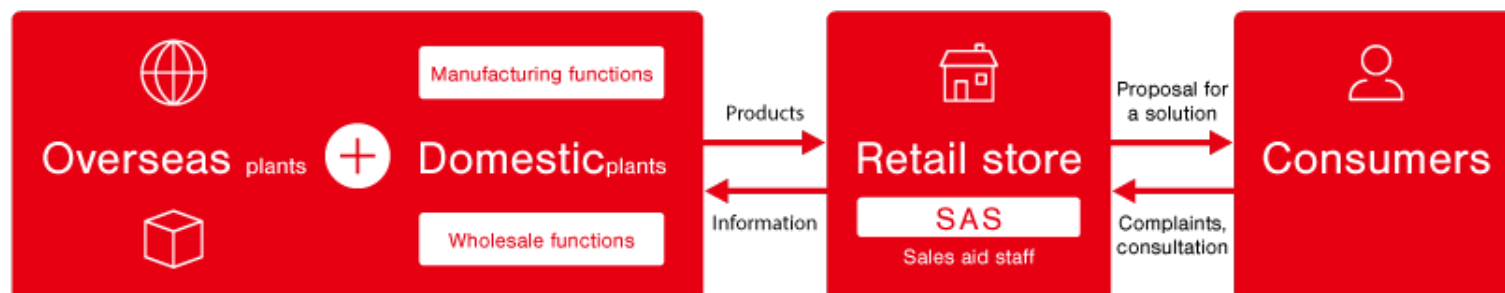 Overseas plants
Manufacturing functions
Domestic plants
Wholesale functions
Products
Information
Retail store
SAS
Sales aid staff
Proposal for
a solution
Complaints,
consultation
Consumers